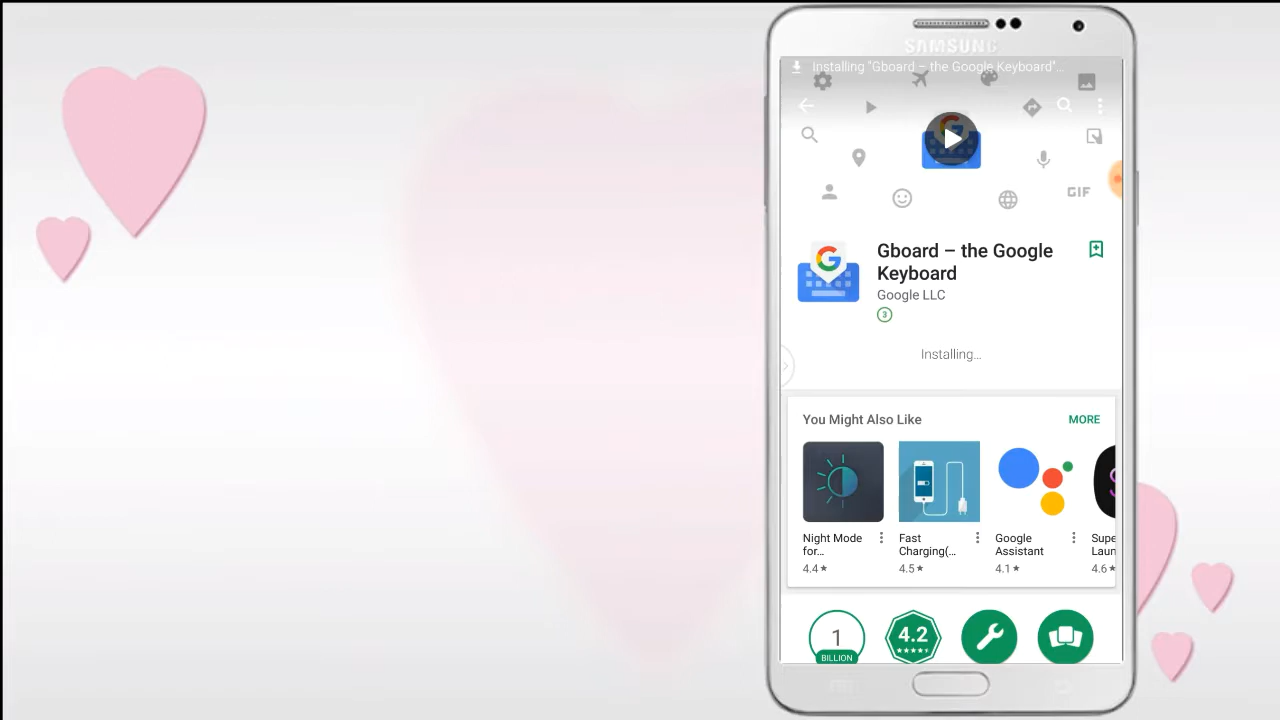 SAMSUNG
Installing "Gboard – the Google Keyboard"...
G
GIF
G
Gboard – the Google
Keyboard
Google LLC
3
Installing...
You Might Also Like
MORE
Night Mode
for...
4.4★
Fast
Charging(...
4.5★
Google
Assistant
4.1★
Supe
Laun
4.6★
1
BILLION
4.2